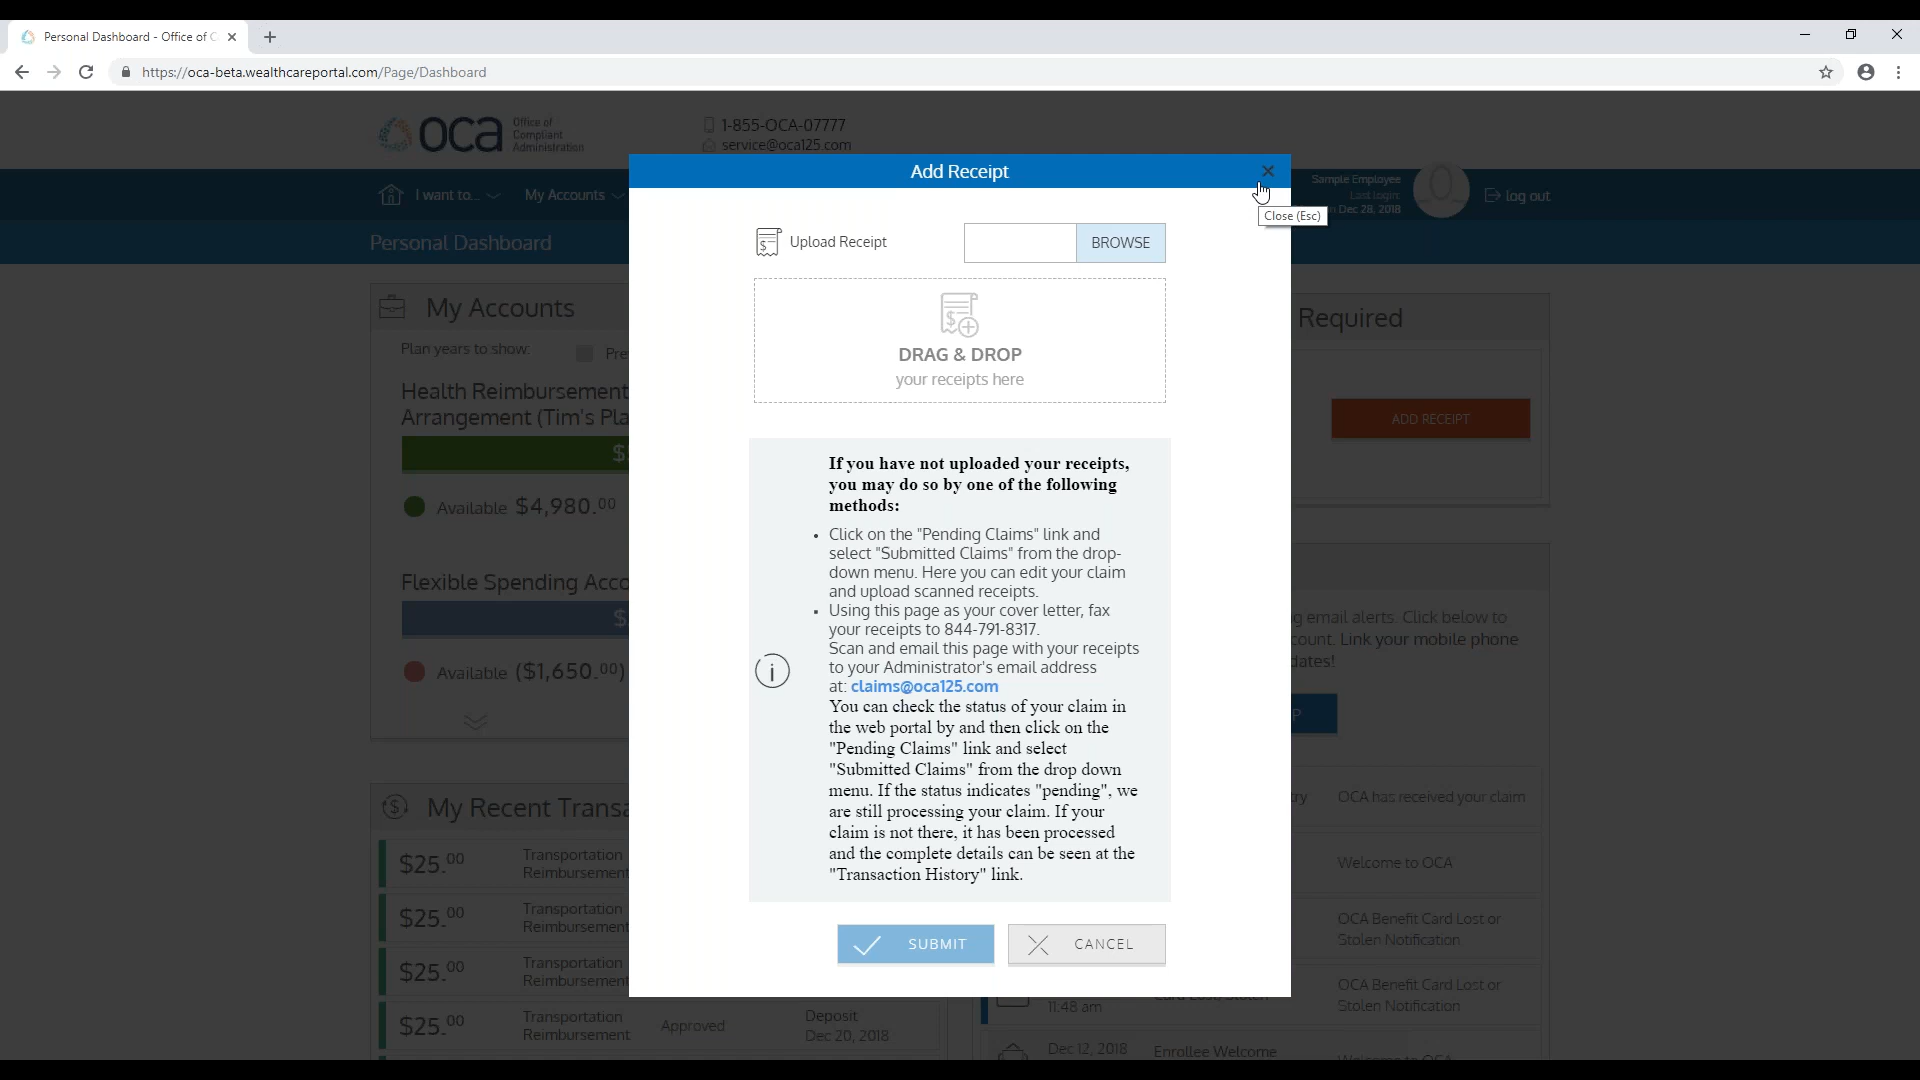 Personal Dashboard - Office of C
https://oca-beta.wealthcareportal.com/Page/Dashboard
oca Office of Compliant Administration
1-855-OCA-07777
service@oca125.com
I want to...
My Accounts
Sample Employee
Last login:
Dec 28, 2018
log out
Personal Dashboard
Add Receipt
Close (Esc)
Upload Receipt
BROWSE
DRAG & DROP
your receipts here
If you have not uploaded your receipts,
you may do so by one of the following
methods:
• Click on the "Pending Claims" link and
select "Submitted Claims" from the drop-
down menu. Here you can edit your claim
and upload scanned receipts.
• Using this page as your cover letter, fax
your receipts to 844-791-8317.
Scan and email this page with your receipts
to your Administrator's email address
at: claims@oca125.com
You can check the status of your claim in
the web portal by and then click on the
"Pending Claims" link and select
"Submitted Claims" from the drop down
menu. If the status indicates "pending", we
are still processing your claim. If your
claim is not there, it has been processed
and the complete details can be seen at the
"Transaction History" link.
SUBMIT
CANCEL
My Accounts
Plan years to show:
Pre
Health Reimbursement
Arrangement (Tim's Pla
$
Available $4,980.00
Flexible Spending Acco
$
Available ($1,650.00)
My Recent Transa
$25.00 Transportation
Reimbursement
$25.00 Transportation
Reimbursement
$25.00 Transportation
Reimbursement
$25.00 Transportation
Reimbursement
Approved
Deposit
Dec 20, 2018
Required
ADD RECEIPT
g email alerts. Click below to
count. Link your mobile phone
dates!
P
try
OCA has received your claim
Welcome to OCA
OCA Benefit Card Lost or
Stolen Notification
OCA Benefit Card Lost or
Stolen Notification
11:48 am
Dec 12, 2018
Enrollee Welcome
Welcome to OCA